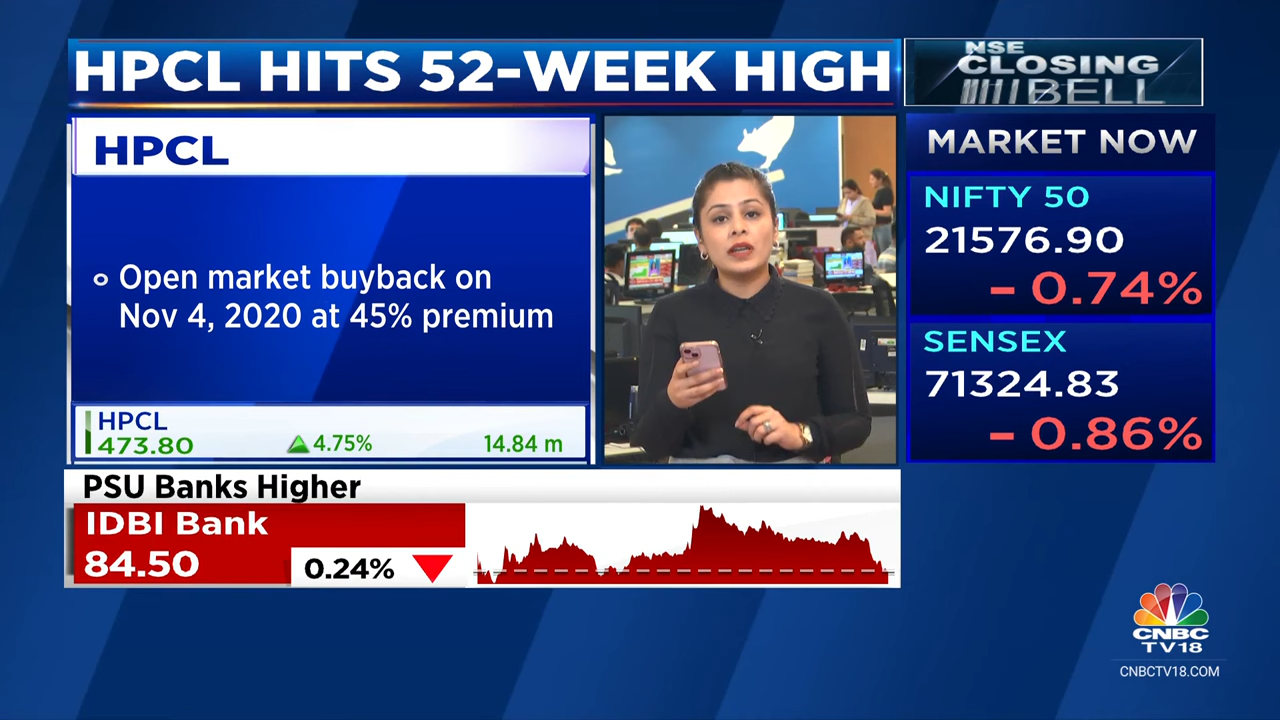 HPCL HITS 52-WEEK HIGH
NSE
CLOSING
BELL
HPCL
Open market buyback on
Nov 4, 2020 at 45% premium
HPCL
473.80 4.75% 14.84 m
MARKET NOW
NIFTY 50
21576.90
- 0.74%
SENSEX
71324.83
- 0.86%
PSU Banks Higher
IDBI Bank
84.50
0.24%
CNBC
TV18
CNBCTV18.COM